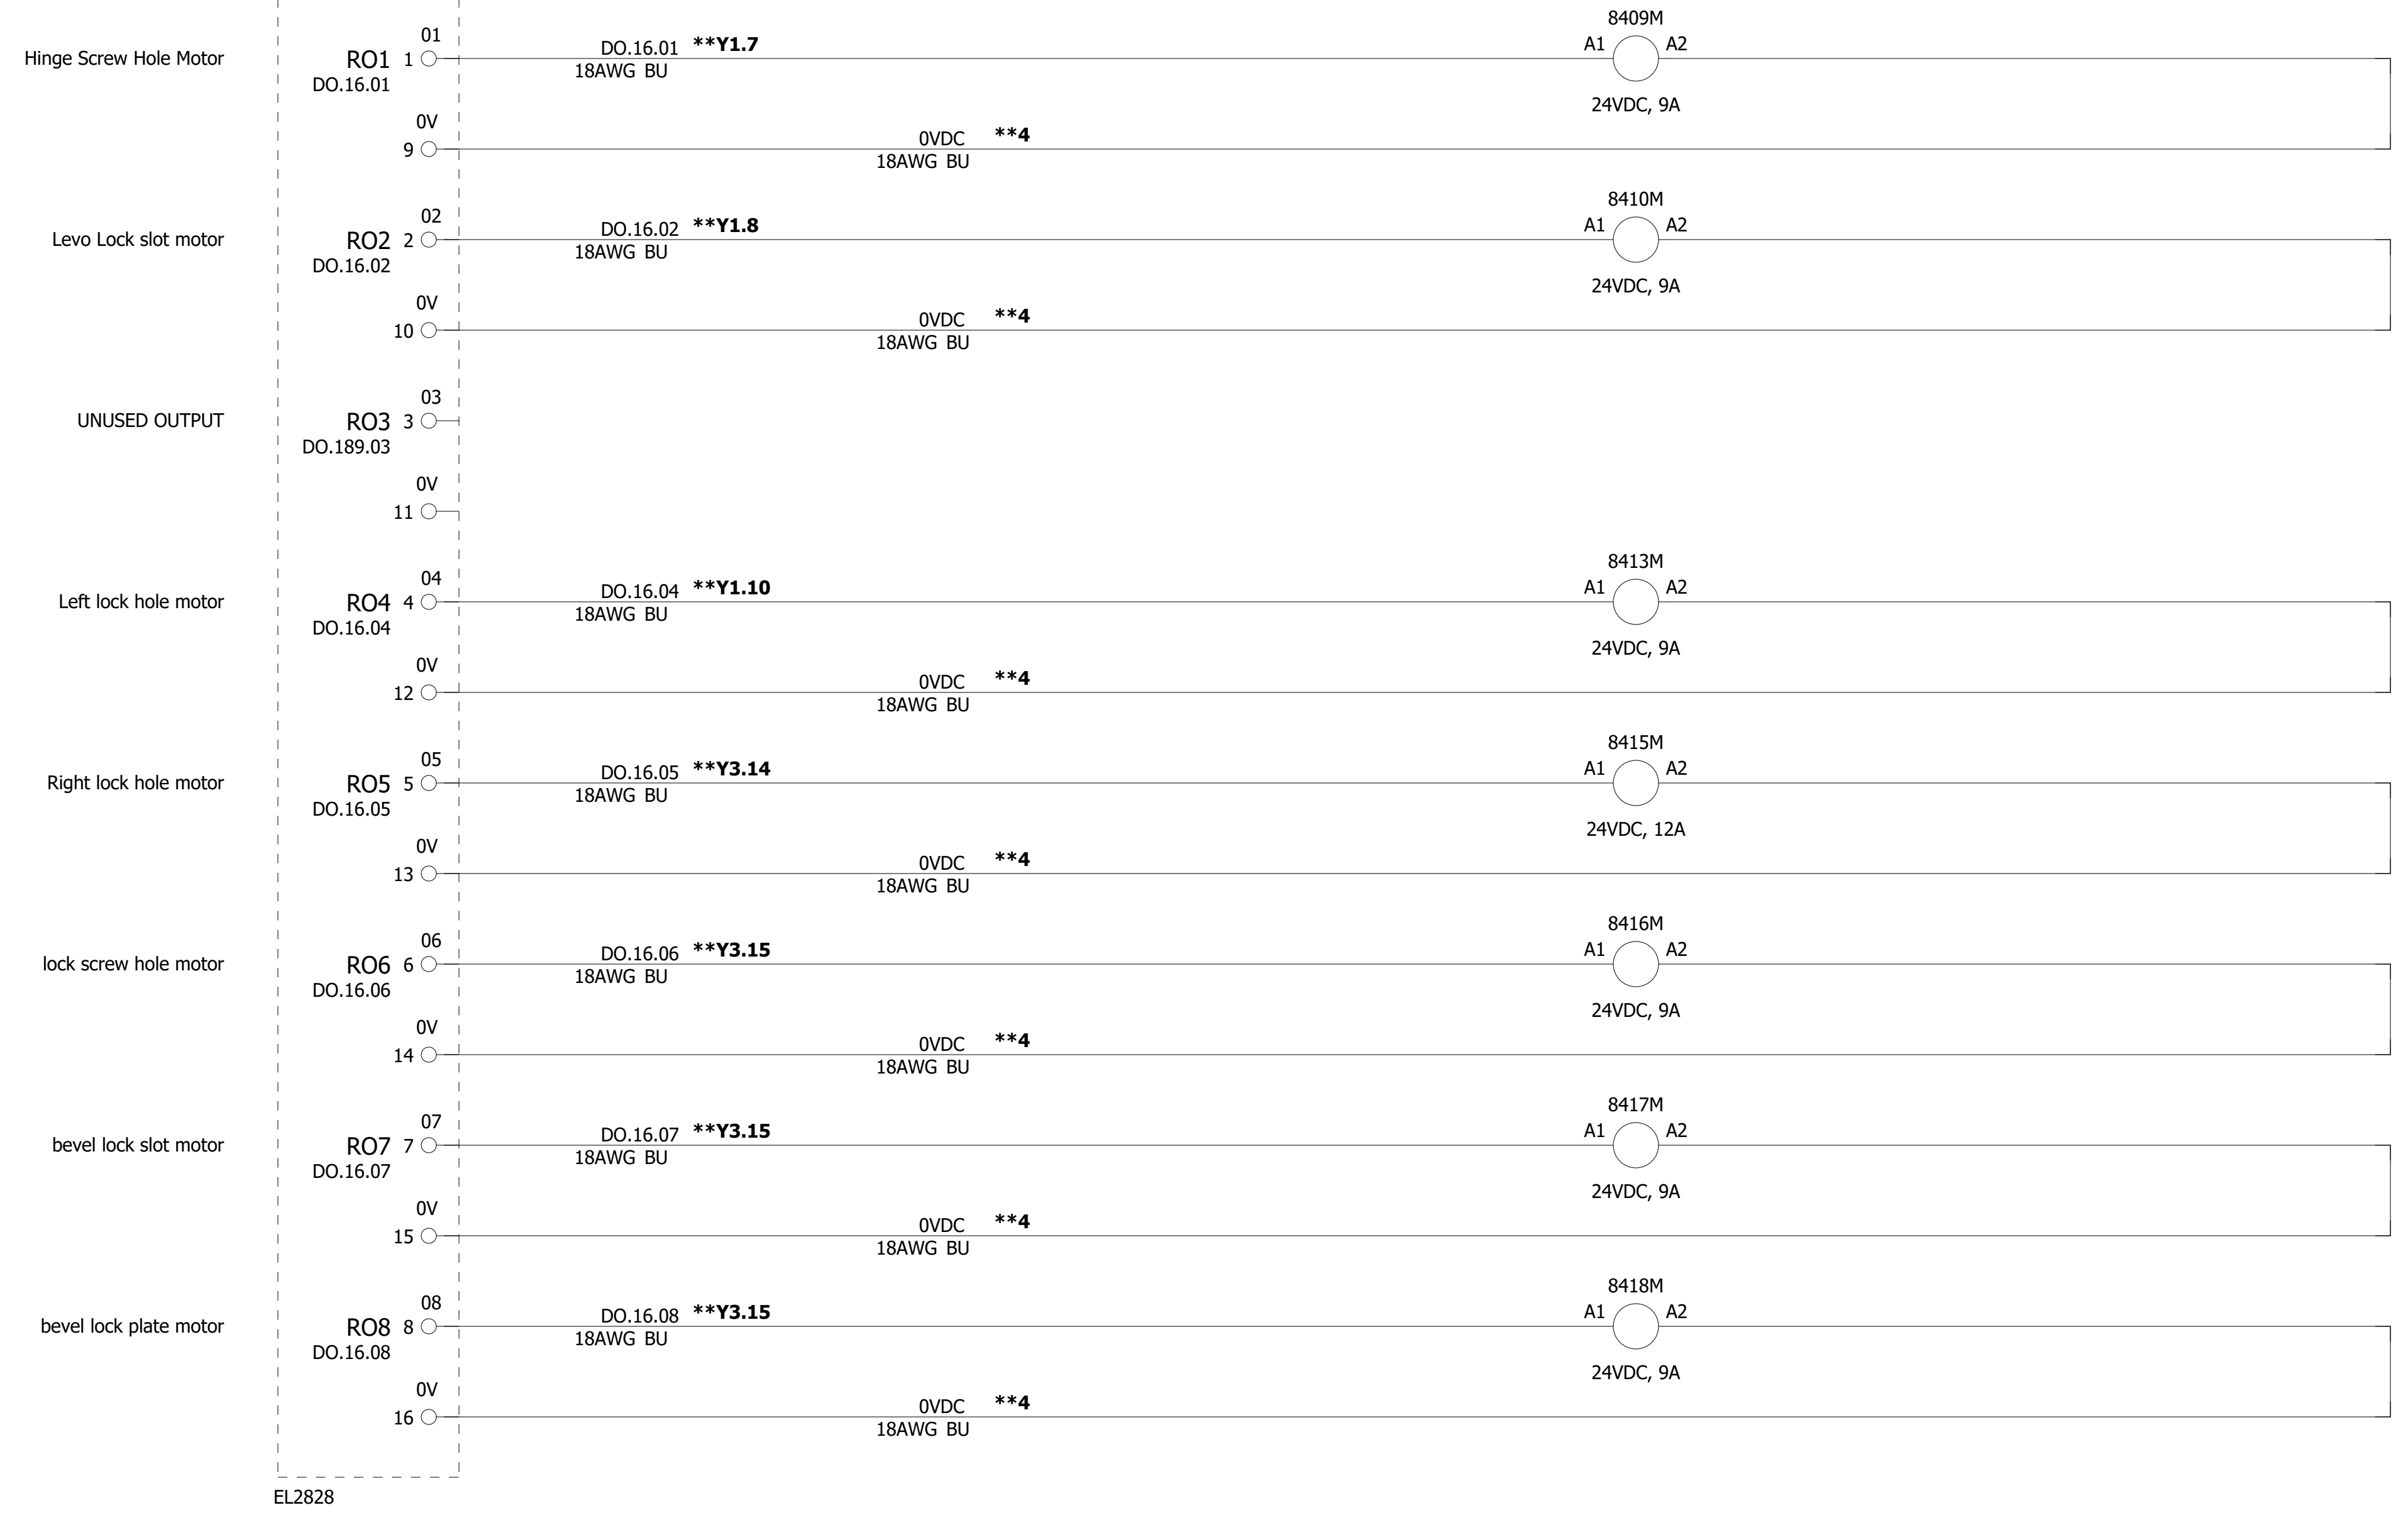 8409M
01
Hinge Screw Hole Motor RO1 1 DO.16.01 **Y1.7 A1 A2
DO.16.01 18AWG BU
24VDC, 9A
0V
9 0VDC **4
18AWG BU
8410M
02
Levo Lock slot motor RO2 2 DO.16.02 **Y1.8 A1 A2
DO.16.02 18AWG BU
24VDC, 9A
0V
10 0VDC **4
18AWG BU
03
UNUSED OUTPUT RO3 3
DO.189.03
0V
11
8413M
04
Left lock hole motor RO4 4 DO.16.04 **Y1.10 A1 A2
DO.16.04 18AWG BU
24VDC, 9A
0V
12 0VDC **4
18AWG BU
8415M
05
Right lock hole motor RO5 5 DO.16.05 **Y3.14 A1 A2
DO.16.05 18AWG BU
24VDC, 12A
0V
13 0VDC **4
18AWG BU
8416M
06
lock screw hole motor RO6 6 DO.16.06 **Y3.15 A1 A2
DO.16.06 18AWG BU
24VDC, 9A
0V
14 0VDC **4
18AWG BU
8417M
07
bevel lock slot motor RO7 7 DO.16.07 **Y3.15 A1 A2
DO.16.07 18AWG BU
24VDC, 9A
0V
15 0VDC **4
18AWG BU
8418M
08
bevel lock plate motor RO8 8 DO.16.08 **Y3.15 A1 A2
DO.16.08 18AWG BU
24VDC, 9A
0V
16 0VDC **4
18AWG BU
EL2828